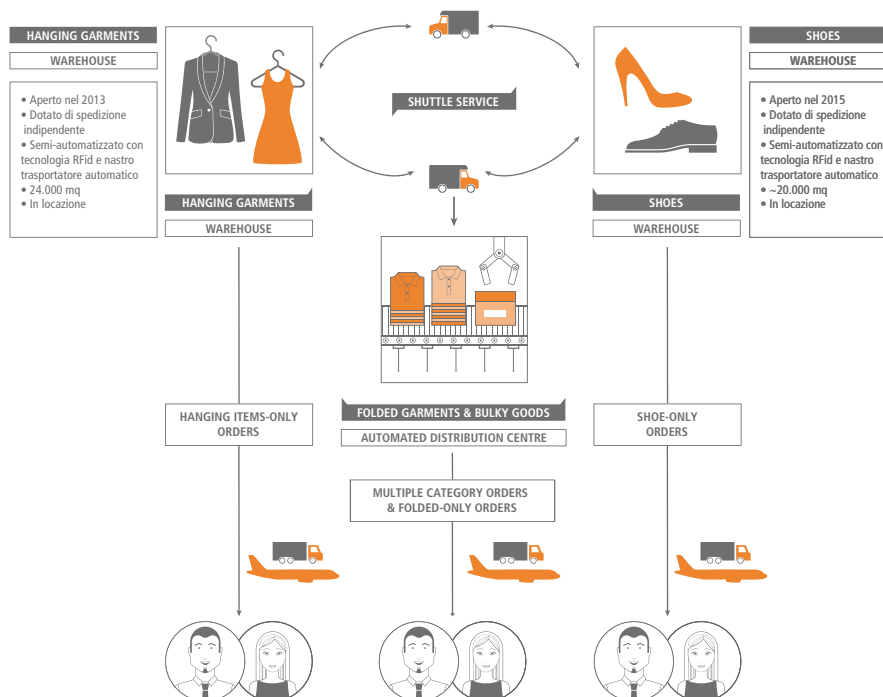 HANGING GARMENTS
WAREHOUSE
• Aperto nel 2013
• Dotato di spedizione
indipendente
• Semi-automatizzato con
tecnologia RFid e nastro
trasportatore automatico
• 24.000 mq
• In locazione
HANGING GARMENTS
WAREHOUSE
SHUTTLE SERVICE
SHOES
WAREHOUSE
• Aperto nel 2015
• Dotato di spedizione
indipendente
• Semi-automatizzato con
tecnologia RFid e nastro
trasportatore automatico
• ~20.000 mq
• In locazione
SHOES
WAREHOUSE
HANGING ITEMS-ONLY
ORDERS
FOLDED GARMENTS & BULKY GOODS
AUTOMATED DISTRIBUTION CENTRE
SHOE-ONLY
ORDERS
MULTIPLE CATEGORY ORDERS
& FOLDED-ONLY ORDERS